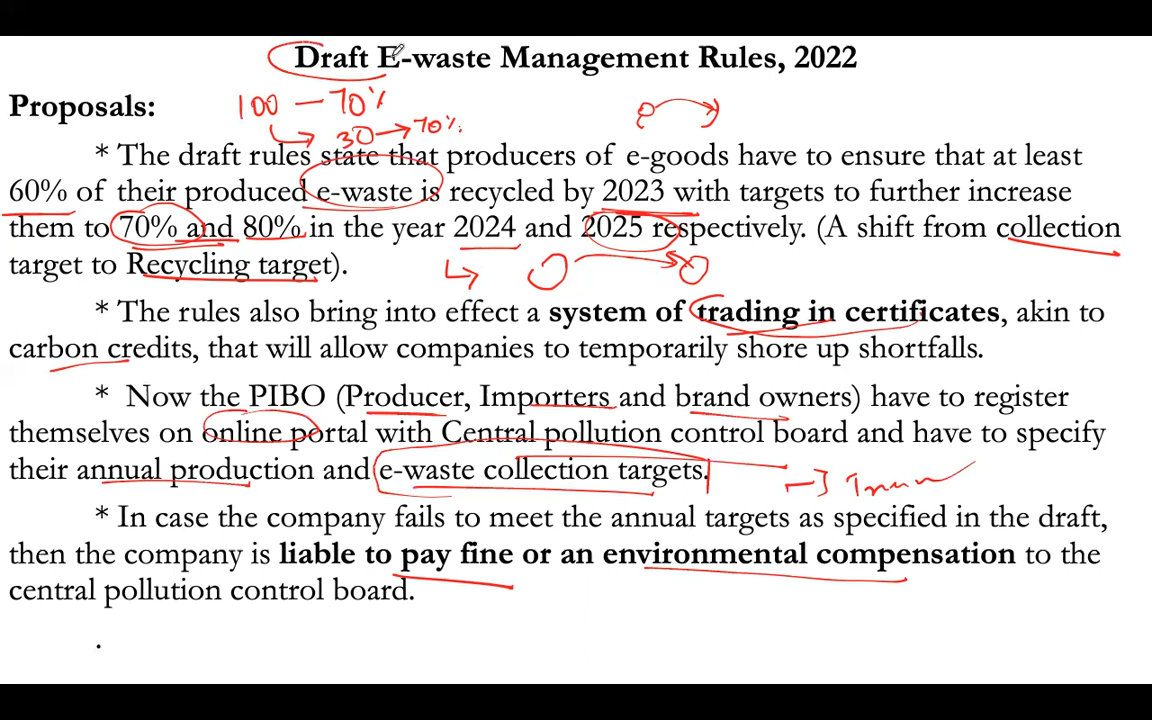 Draft E-waste Management Rules, 2022
Proposals:
100 – 70%
30 → 70%
* The draft rules state that producers of e-goods have to ensure that at least
60% of their produced e-waste is recycled by 2023 with targets to further increase
them to 70% and 80% in the year 2024 and 2025 respectively. (A shift from collection
target to Recycling target).
* The rules also bring into effect a system of trading in certificates, akin to
carbon credits, that will allow companies to temporarily shore up shortfalls.
* Now the PIBO (Producer, Importers and brand owners) have to register
themselves on online portal with Central pollution control board and have to specify
their annual production and e-waste collection targets.
* In case the company fails to meet the annual targets as specified in the draft,
then the company is liable to pay fine or an environmental compensation to the
central pollution control board.
.